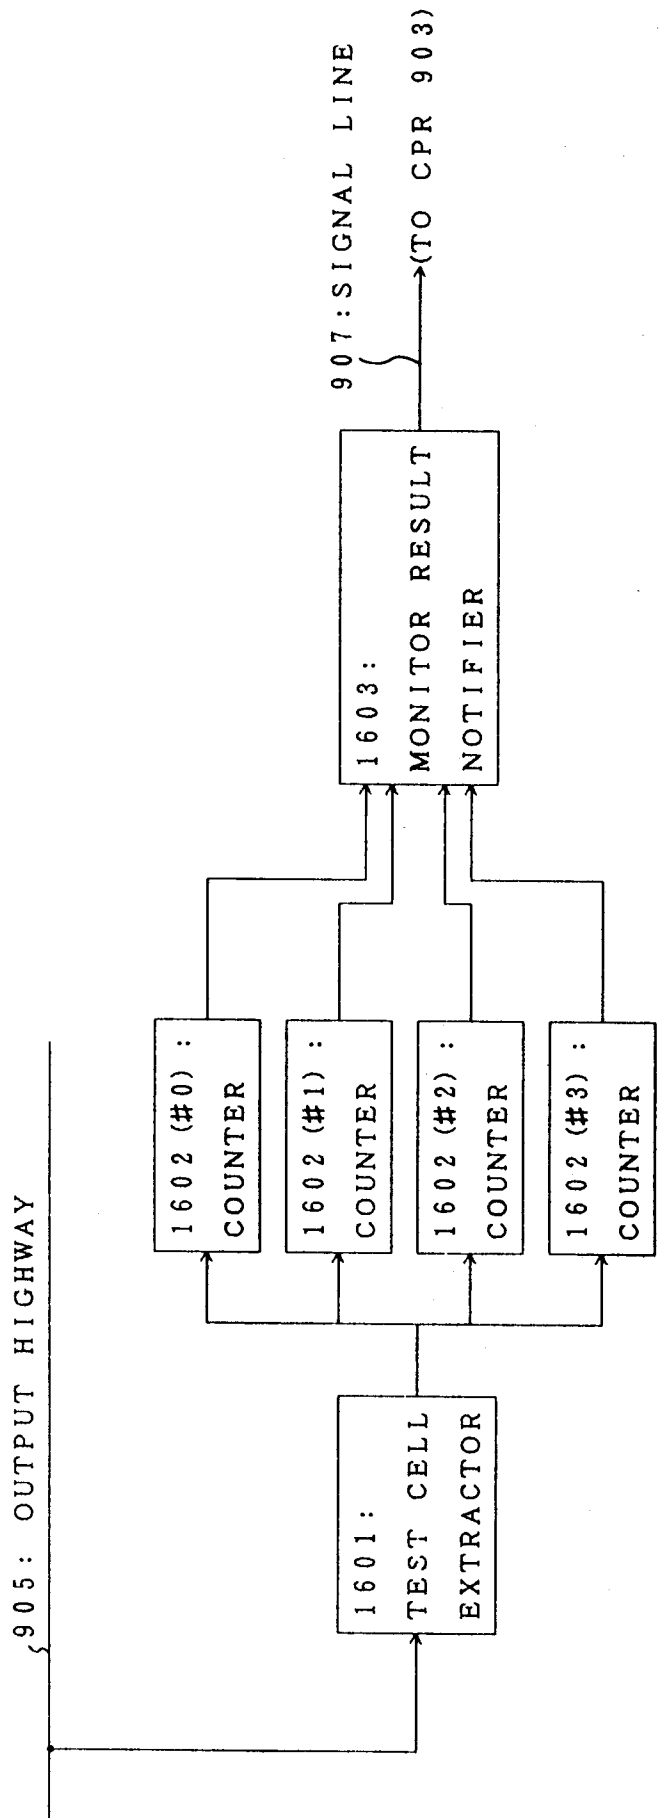 905: OUTPUT HIGHWAY
1601:
TEST CELL
EXTRACTOR
1602 (#0) :
COUNTER
1602 (#1) :
COUNTER
1602 (#2) :
COUNTER
1602 (#3) :
COUNTER
1603:
MONITOR RESULT
NOTIFIER
907:SIGNAL LINE
(TO CPR 903)